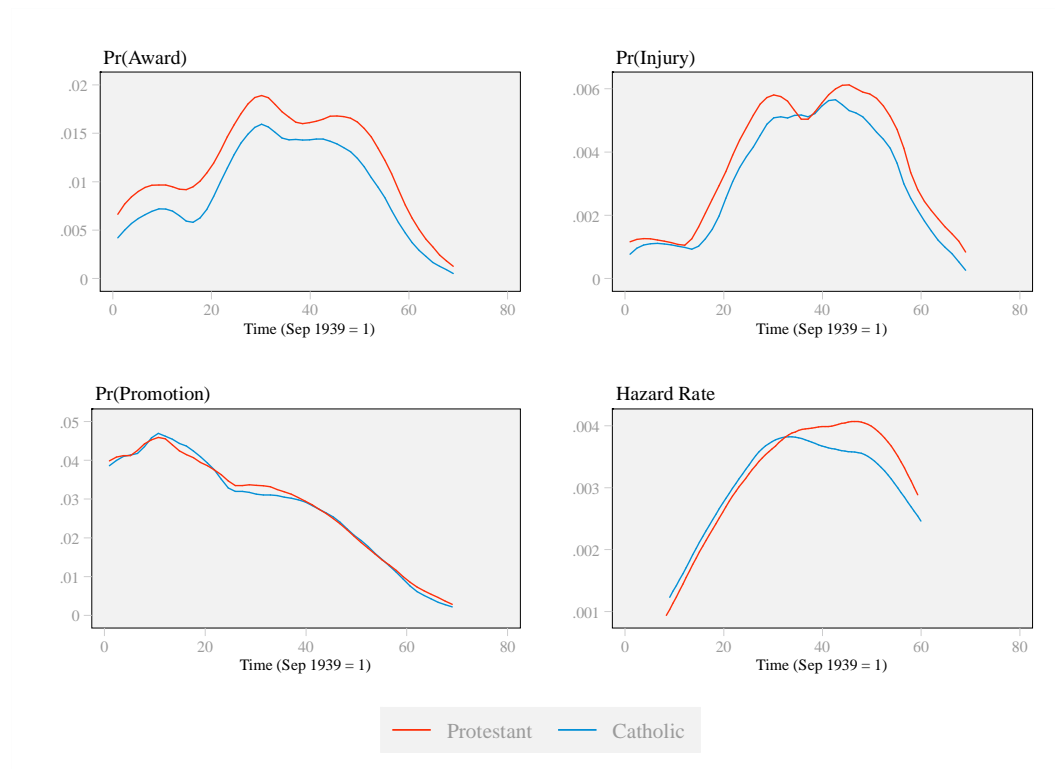 Pr(Award)
.02
.015
.01
.005
0
0 20 40 60 80
Time (Sep 1939 = 1)
Pr(Injury)
.006
.004
.002
0
0 20 40 60 80
Time (Sep 1939 = 1)
Pr(Promotion)
.05
.04
.03
.02
.01
0
0 20 40 60 80
Time (Sep 1939 = 1)
Hazard Rate
.004
.003
.002
.001
0 20 40 60 80
Time (Sep 1939 = 1)
Protestant Catholic